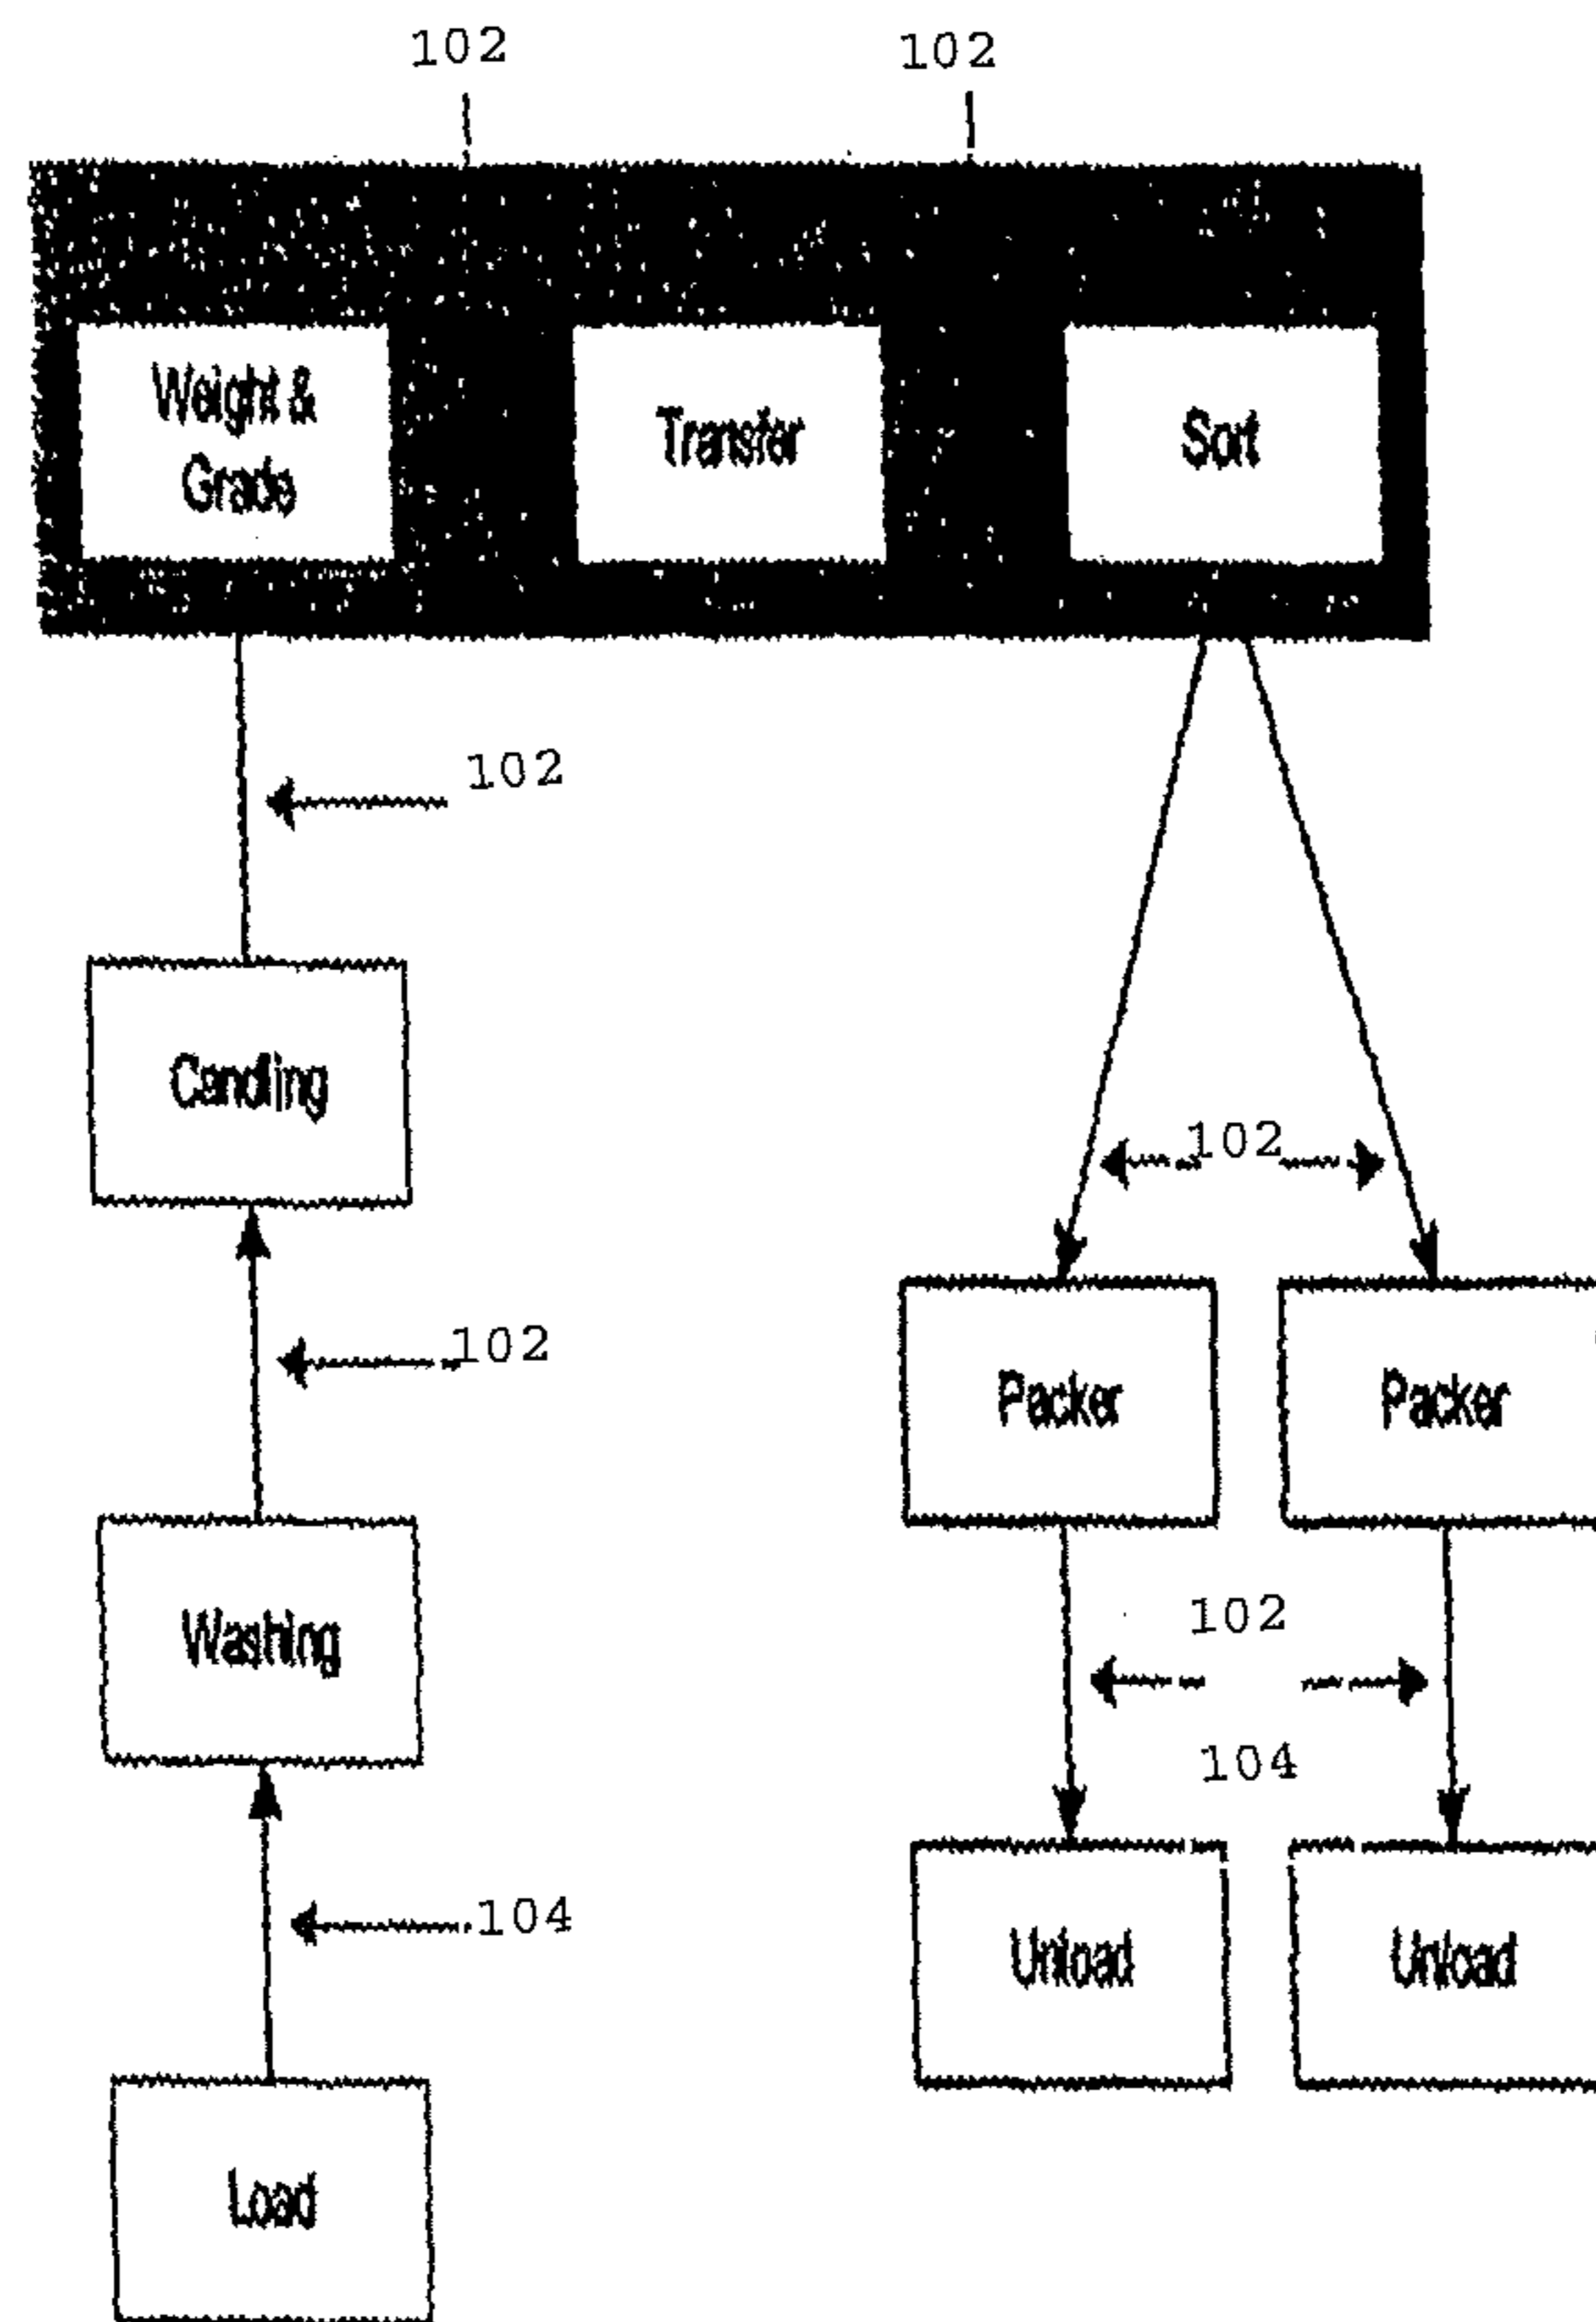 102 102
Weight &
Grade
Transfer
Sort
102
Candling
102
102
Packer Packer
Washing
102
104
104
Unload Unload
Load